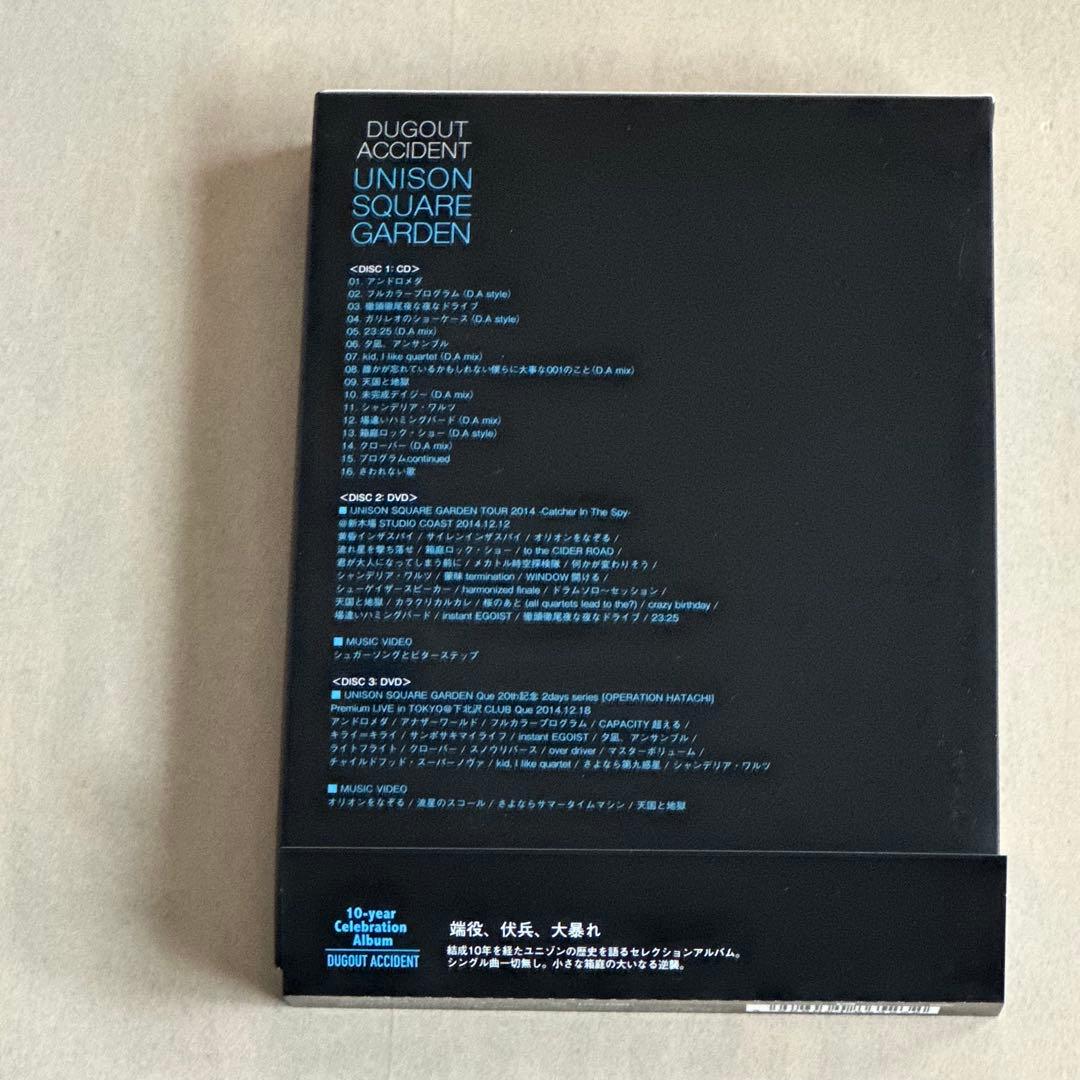 DUGOUT
ACCIDENT
UNISON
SQUARE
GARDEN
<DISC 1: CD>
01. アンドロメダ
02. フルカラープログラム (D.A style)
03. 徹頭徹尾夜な夜なドライブ
04. ガリレオのショーケース (D.A style)
05. 23:25 (D.A mix)
06. 夕凪、アンサンブル
07. kid, I like quartet (D.A mix)
08. 誰かが忘れているかもしれない僕らに大事な001のこと(D.A mix)
09. 天国と地獄
10. 未完成デイジー (D.A mix)
11. シャンデリア・ワルツ
12. 場違いハミングバード (D.A mix)
13. 箱庭ロック・ショー (D.A style)
14. クローバー (D.A mix)
15. プログラムcontinued
16. さわれない歌
<DISC 2: DVD>
■ UNISON SQUARE GARDEN TOUR 2014 -Catcher In The Spy-
@新木場 STUDIO COAST 2014.12.12
黄昏インザスパイ / サイレンインザスパイ / オリオンをなぞる /
流れ星を撃ち落せ / 箱庭ロック・ショー / to the CIDER ROAD /
君が大人になってしまう前に / メカトル時空探検隊 / 何かが変わりそう /
シャンデリア・ワルツ / 蒙昧 termination / WINDOW 開ける /
シューゲイザースピーカー / harmonized finale / ドラムソロ〜セッション /
天国と地獄 / カラクリカルカレ / 桜のあと (all quartets lead to the?) / crazy birthday /
場違いハミングバード / instant EGOIST / 徹頭徹尾夜な夜なドライブ / 23:25
■ MUSIC VIDEO
シュガーソングとビターステップ
<DISC 3: DVD>
■ UNISON SQUARE GARDEN Que 20th記念 2days series [OPERATION HATACHI]
Premium LIVE in TOKYO@下北沢 CLUB Que 2014.12.18
アンドロメダ / アナザーワールド / フルカラープログラム / CAPACITY 超える /
キライ=キライ / サンポサキマイライフ / instant EGOIST / 夕凪、アンサンブル /
ライトフライト / クローバー / スノウリバース / over driver / マスターボリューム /
チャイルドフッド・スーパーノヴァ / kid, I like quartet / さよなら第九惑星 / シャンデリア・ワルツ
■ MUSIC VIDEO
オリオンをなぞる / 流星のスコール / さよならサマータイムマシン / 天国と地獄
10-year
Celebration
Album
DUGOUT ACCIDENT
端役、伏兵、大暴れ
結成10年を経たユニゾンの歴史を語るセレクションアルバム。
シングル曲一切無し。小さな箱庭の大いなる逆襲。